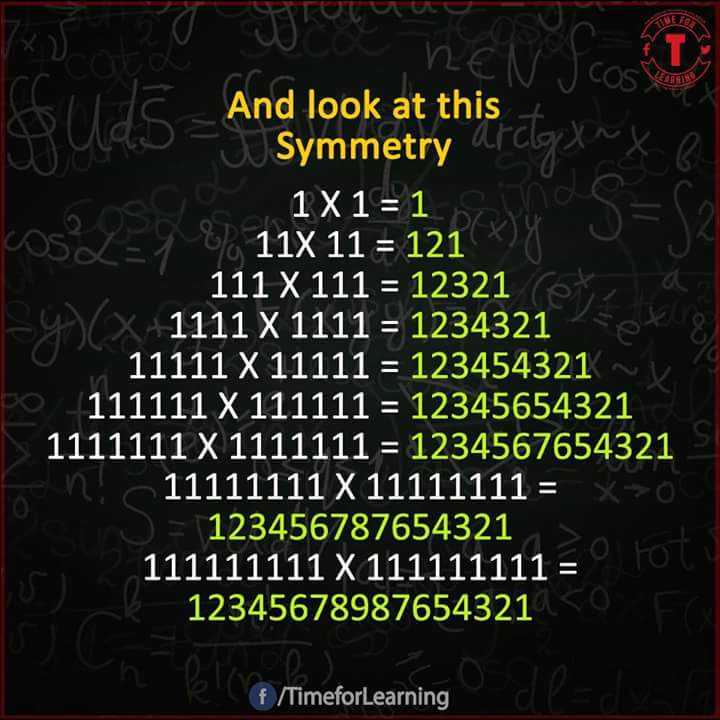 TIME FOR
T
LEARNING
And look at this
Symmetry
1 X 1 = 1
11X 11 = 121
111 X 111 = 12321
1111 X 1111 = 1234321
11111 X 11111 = 123454321
111111 X 111111 = 12345654321
1111111 X 1111111 = 1234567654321
11111111 X 11111111 =
123456787654321
111111111 X 111111111 =
12345678987654321
f /TimeforLearning